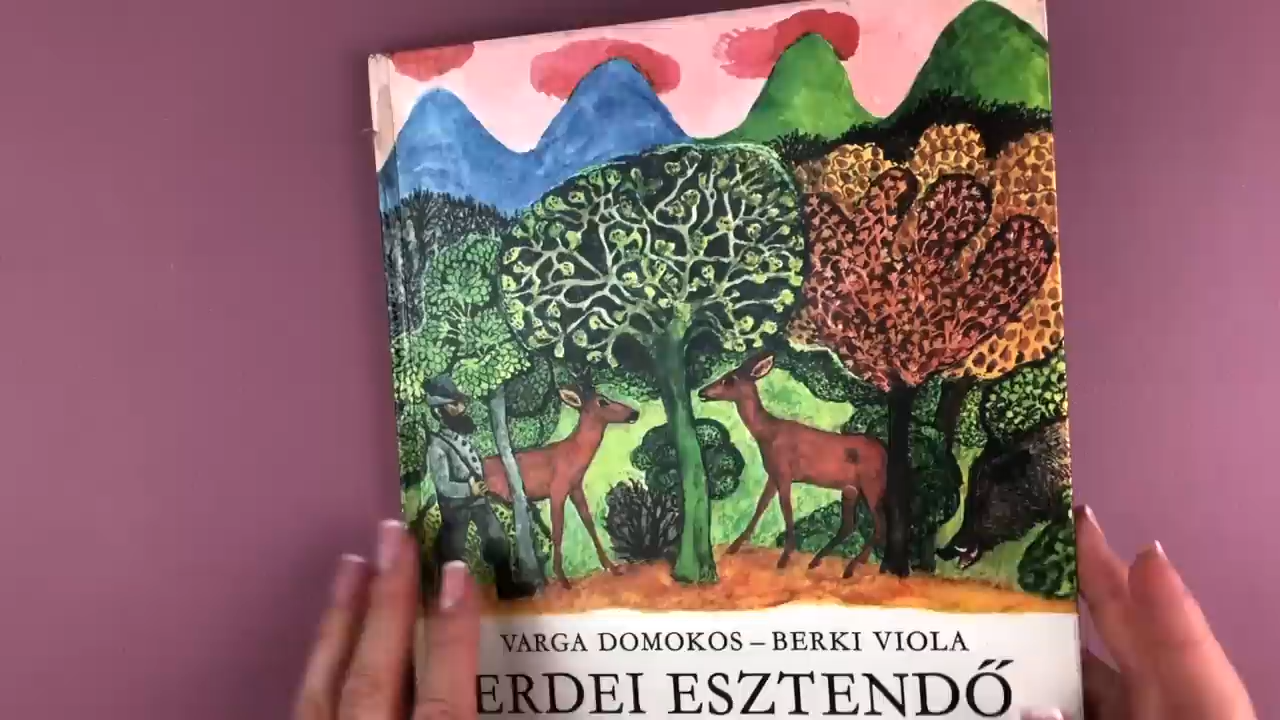 VARGA DOMOKOS – BERKI VIOLA
ERDEI ESZTENDŐ